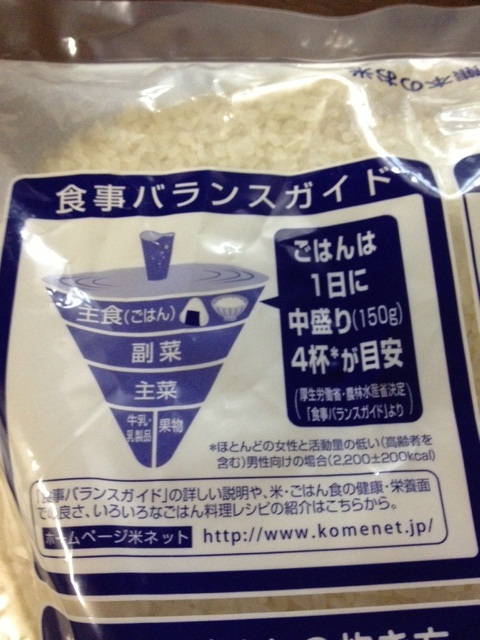 熊本のお米
食事バランスガイド
主食(ごはん)
副菜
主菜
牛乳・
乳製品
果物
ごはんは
1日に
中盛り(150g)
4杯*が目安
(厚生労働省・農林水産省決定
「食事バランスガイド」より)
*ほとんどの女性と活動量の低い(高齢者を
含む)男性向けの場合(2,200±200kcal)
「食事バランスガイド」の詳しい説明や、米・ごはん食の健康・栄養面
での良さ、いろいろなごはん料理レシピの紹介はこちらから。
ホームページ米ネット http://www.komenet.jp/